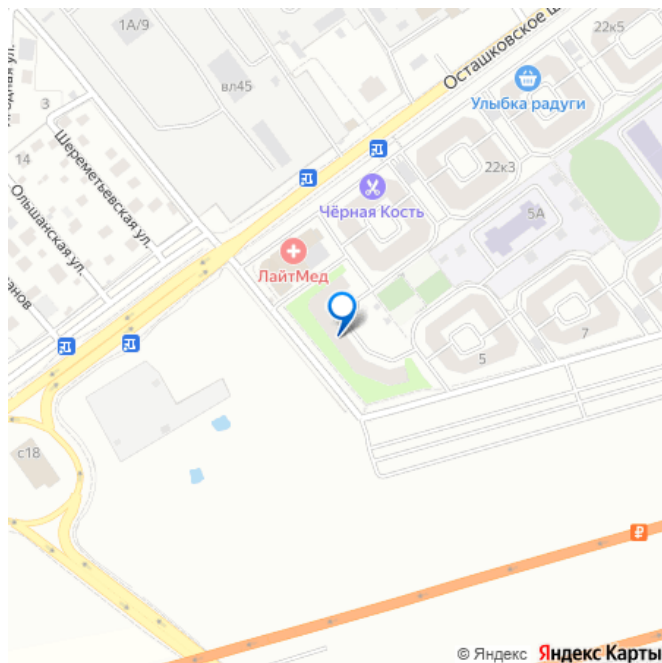 1А/9
22к5
Осташковское ш
вл45
Улыбка радуги
3
14
Шереметьевская ул.
22к3
Ольшанская ул.
Чёрная Кость
5А
ЛайтМед
7
5
с18
© Яндекс Яндекс Карты